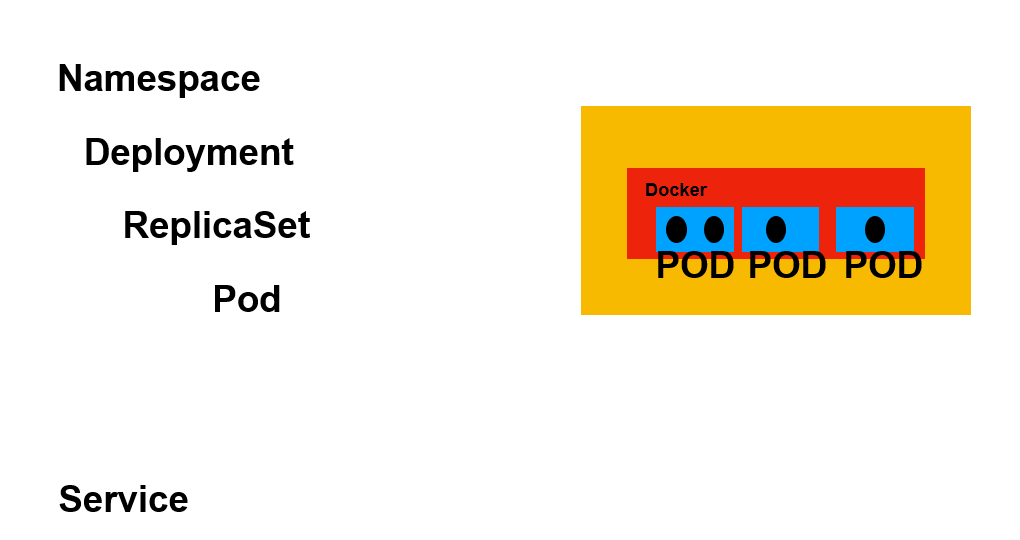 Namespace
Deployment
ReplicaSet
Pod
Service
Docker
POD POD POD